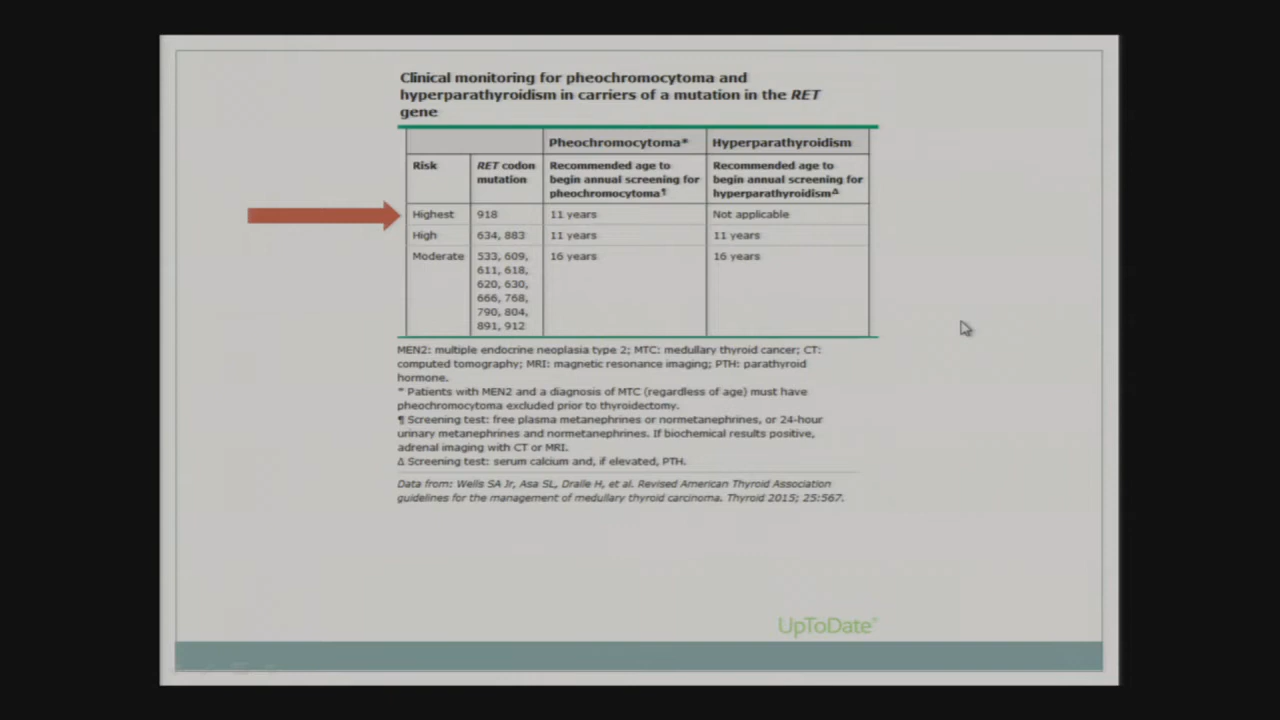 Clinical monitoring for pheochromocytoma and
hyperparathyroidism in carriers of a mutation in the RET
gene
Pheochromocytoma* Hyperparathyroidism
Risk RET codon mutation Recommended age to begin annual screening for pheochromocytoma¶ Recommended age to begin annual screening for hyperparathyroidismΔ
Highest 918 11 years Not applicable
High 634, 883 11 years 11 years
Moderate 533, 609, 16 years 16 years
611, 618,
620, 630,
666, 768,
790, 804,
891, 912
MEN2: multiple endocrine neoplasia type 2; MTC: medullary thyroid cancer; CT:
computed tomography; MRI: magnetic resonance imaging; PTH: parathyroid
hormone.
* Patients with MEN2 and a diagnosis of MTC (regardless of age) must have
pheochromocytoma excluded prior to thyroidectomy.
¶ Screening test: free plasma metanephrines or normetanephrines, or 24-hour
urinary metanephrines and normetanephrines. If biochemical results positive,
adrenal imaging with CT or MRI.
Δ Screening test: serum calcium and, if elevated, PTH.
Data from: Wells SA Jr, Asa SL, Dralle H, et al. Revised American Thyroid Association
guidelines for the management of medullary thyroid carcinoma. Thyroid 2015; 25:567.
UpToDate®